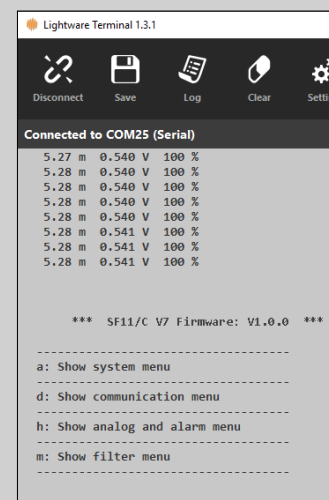 Lightware Terminal 1.3.1
Disconnect Save Log Clear
Connected to COM25 (Serial)
5.27 m 0.540 V 100 %
5.28 m 0.540 V 100 %
5.28 m 0.540 V 100 %
5.28 m 0.540 V 100 %
5.28 m 0.541 V 100 %
5.28 m 0.541 V 100 %
5.28 m 0.541 V 100 %
5.28 m 0.541 V 100 %
*** SF11/C V7 Firmware: V1.0.0 ***
-----------------------------------
a: Show system menu
-----------------------------------
d: Show communication menu
-----------------------------------
h: Show analog and alarm menu
-----------------------------------
m: Show filter menu
-----------------------------------